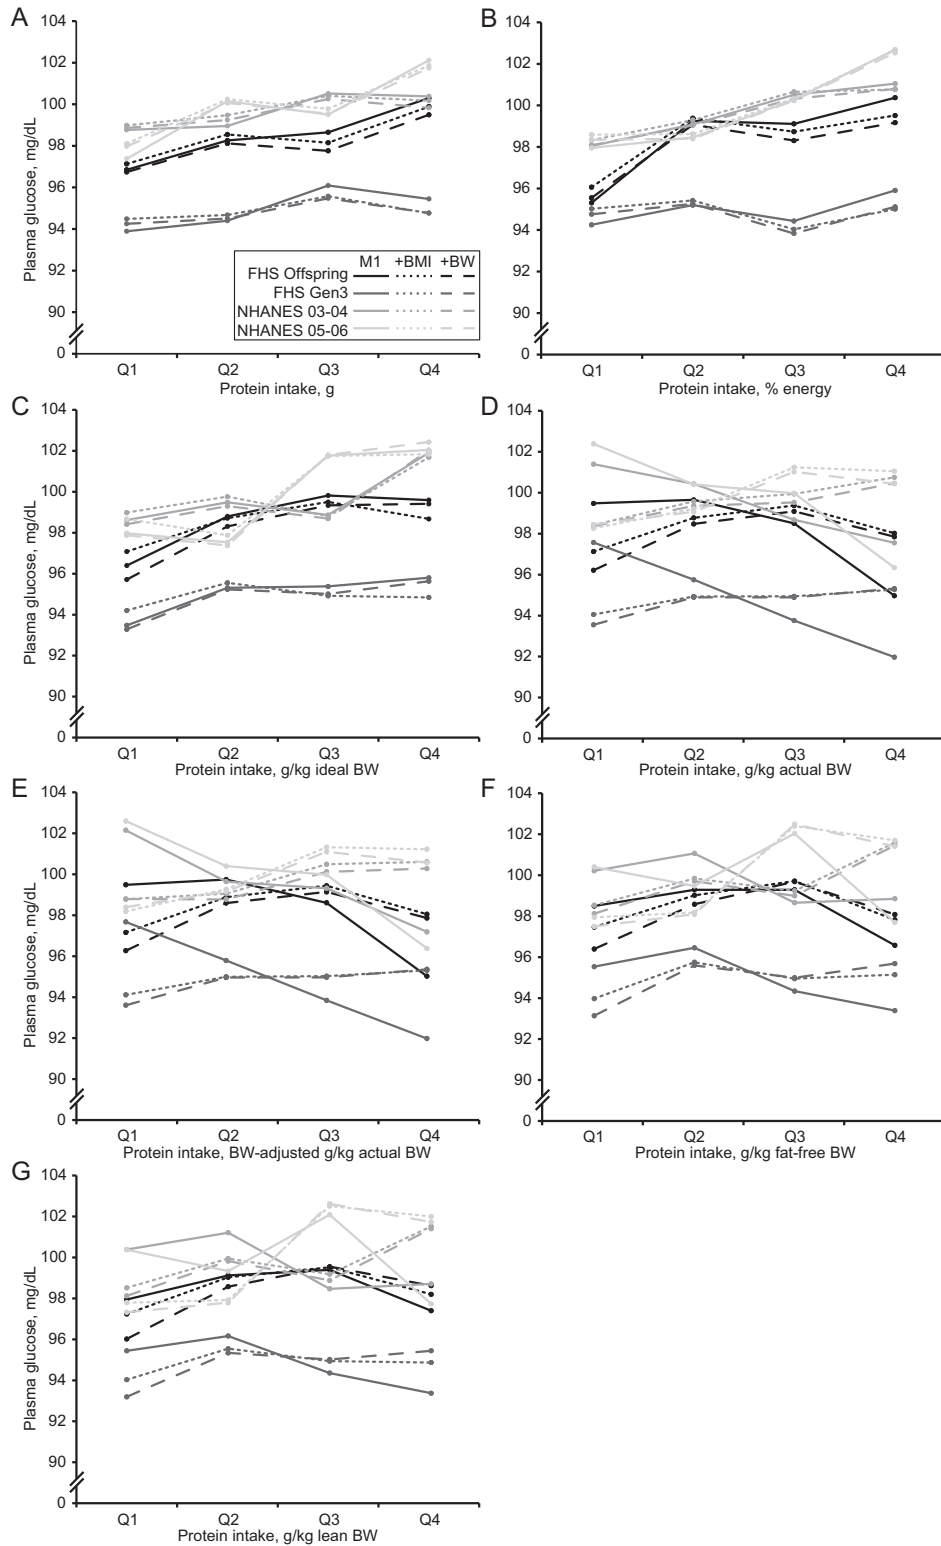 A
104
102
100
98
96
94
92
90
0
Plasma glucose, mg/dL
M1 +BMI +BW
FHS Offspring
FHS Gen3
NHANES 03-04
NHANES 05-06
Q1 Q2 Q3 Q4
Protein intake, g
B
104
102
100
98
96
94
92
90
0
Q1 Q2 Q3 Q4
Protein intake, % energy
C
104
102
100
98
96
94
92
90
0
Plasma glucose, mg/dL
Q1 Q2 Q3 Q4
Protein intake, g/kg ideal BW
D
104
102
100
98
96
94
92
90
0
Q1 Q2 Q3 Q4
Protein intake, g/kg actual BW
E
104
102
100
98
96
94
92
90
0
Plasma glucose, mg/dL
Q1 Q2 Q3 Q4
Protein intake, BW-adjusted g/kg actual BW
F
104
102
100
98
96
94
92
90
0
Q1 Q2 Q3 Q4
Protein intake, g/kg fat-free BW
G
104
102
100
98
96
94
92
90
0
Plasma glucose, mg/dL
Q1 Q2 Q3 Q4
Protein intake, g/kg lean BW